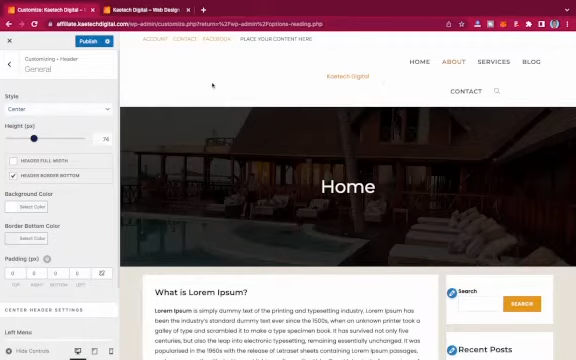 Customize: Header | Kaetech D
Kaetech Digital - Web Design
affiliate.kaetechdigital.com/wp-admin/customize.php?return=%2Fwp-admin%2Foptions-reading.php
Publish
Customizing • Header
General
Style
Center
Height (px)
74
HEADER FULL WIDTH
HEADER BORDER BOTTOM
Background Color
Select Color
Border Bottom Color
Select Color
Padding (px)
0 0 0 0
TOP RIGHT BOTTOM LEFT
CENTER HEADER SETTINGS
Left Menu
Hide Controls
ACCOUNT CONTACT PLACE YOUR CONTENT HERE
HOME ABOUT SERVICES BLOG
Kaetech Digital
CONTACT
Home
What is Lorem Ipsum?
Lorem Ipsum is simply dummy text of the printing and typesetting industry. Lorem Ipsum has
been the industry's standard dummy text ever since the 1500s, when an unknown printer took a
galley of type and scrambled it to make a type specimen book. It has survived not only five
centuries, but also the leap into electronic typesetting, remaining essentially unchanged. It was
popularised in the 1960s with the release of Letraset sheets containing Lorem Ipsum passages,
Search
SEARCH
Recent Posts